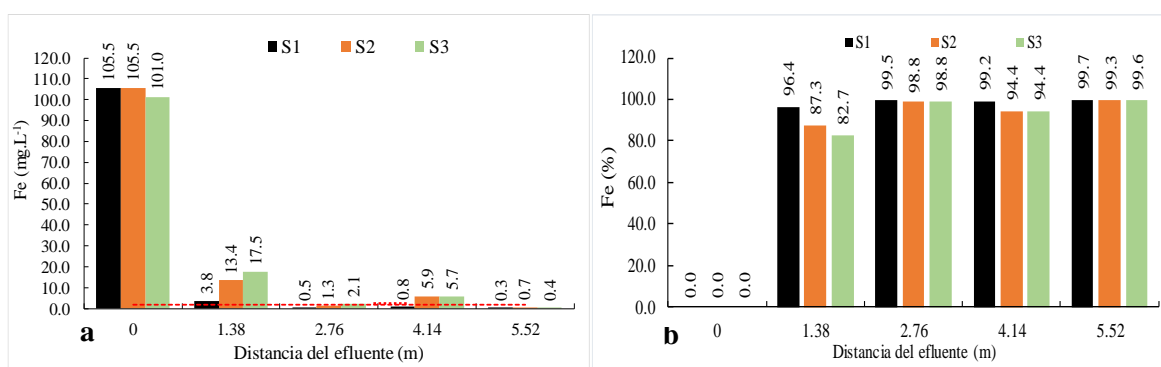 S1 S2 S3
Fe (mg.L-1)
120.0
110.0
100.0
90.0
80.0
70.0
60.0
50.0
40.0
30.0
20.0
10.0
0.0
105.5 105.5 101.0
3.8 13.4 17.5
0.5 1.3 2.1
0.8 5.9 5.7
0.3 0.7 0.4
0 1.38 2.76 4.14 5.52
a
Distancia del efluente (m)
S1 S2 S3
Fe (%)
120.0
100.0
80.0
60.0
40.0
20.0
0.0
0.0 0.0 0.0
96.4 87.3 82.7
99.5 98.8 98.8
99.2 94.4 94.4
99.7 99.3 99.6
0 1.38 2.76 4.14 5.52
b
Distancia del efluente (m)